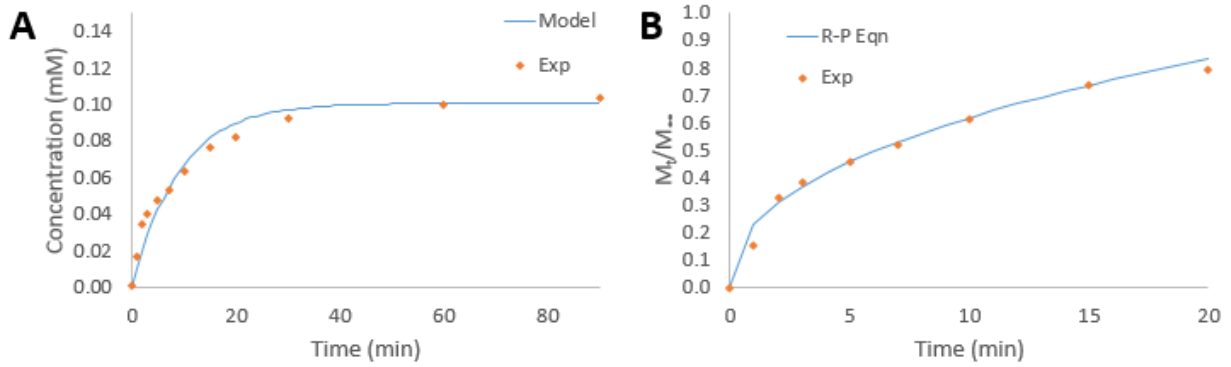 A
Concentration (mM)
0.14
0.12
0.10
0.08
0.06
0.04
0.02
0.00
0 20 40 60 80
Time (min)
Model
Exp
B
Mt/M∞
1.0
0.9
0.8
0.7
0.6
0.5
0.4
0.3
0.2
0.1
0.0
0 5 10 15 20
Time (min)
R-P Eqn
Exp